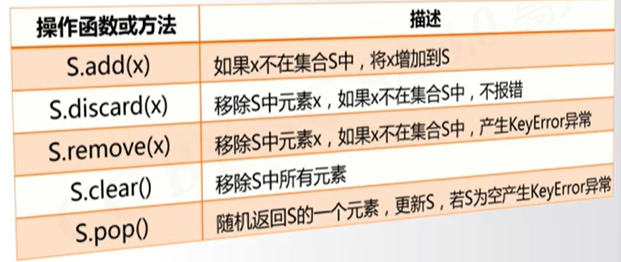 操作函数或方法 描述
S.add(x) 如果x不在集合S中，将x增加到S
S.discard(x) 移除S中元素x，如果x不在集合S中，不报错
S.remove(x) 移除S中元素x，如果x不在集合S中，产生KeyError异常
S.clear() 移除S中所有元素
S.pop() 随机返回S的一个元素，更新S，若S为空产生KeyError异常